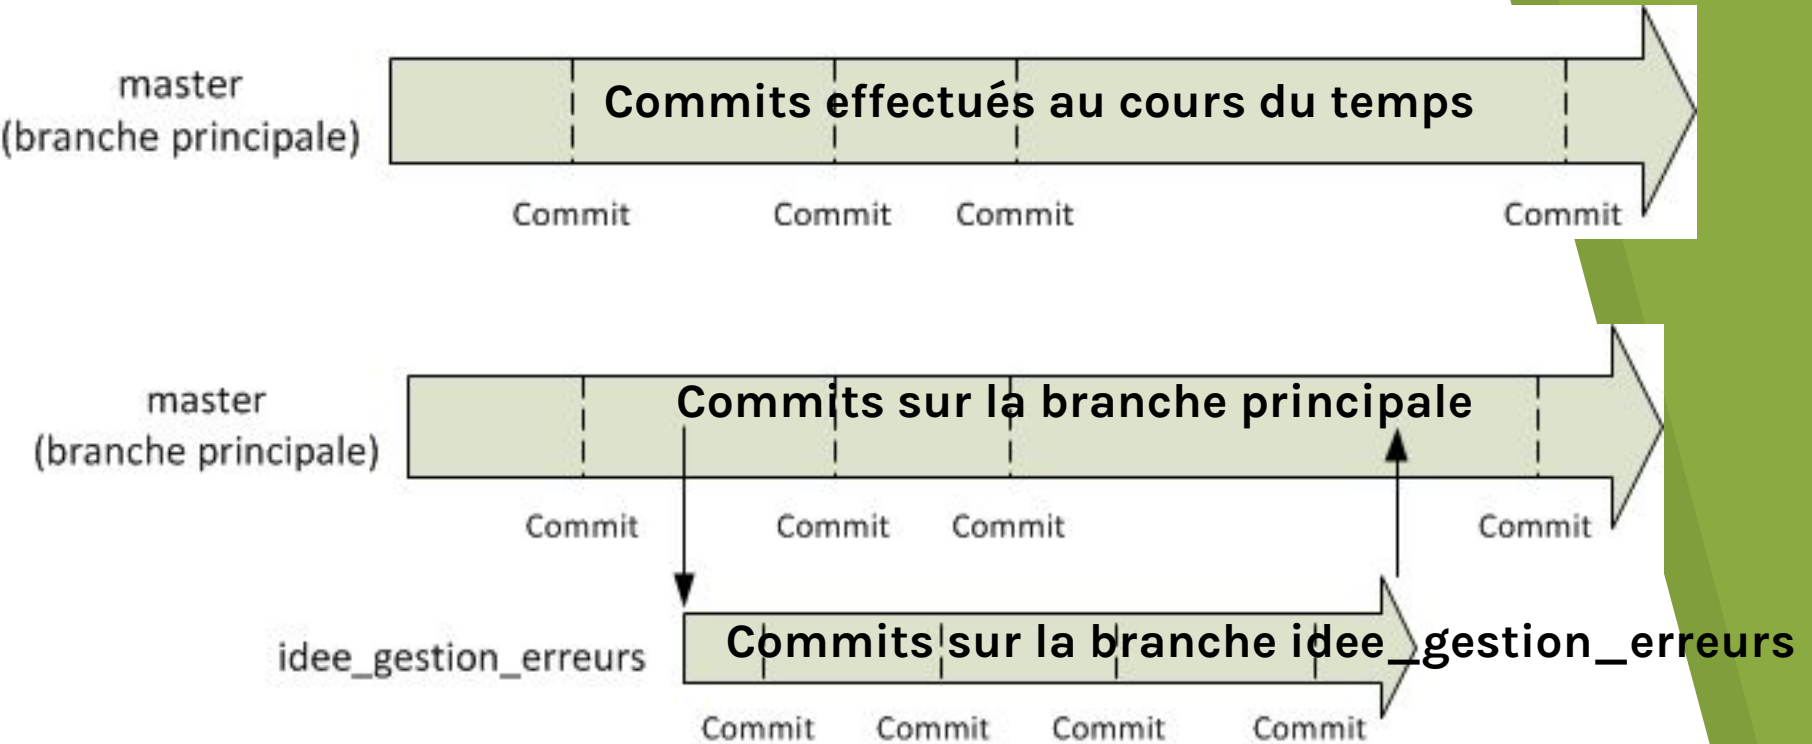 master
(branche principale)
Commits effectués au cours du temps
Commit Commit Commit Commit
master
(branche principale)
Commits sur la branche principale
Commit Commit Commit Commit
idee_gestion_erreurs
Commits sur la branche idee_gestion_erreurs
Commit Commit Commit Commit